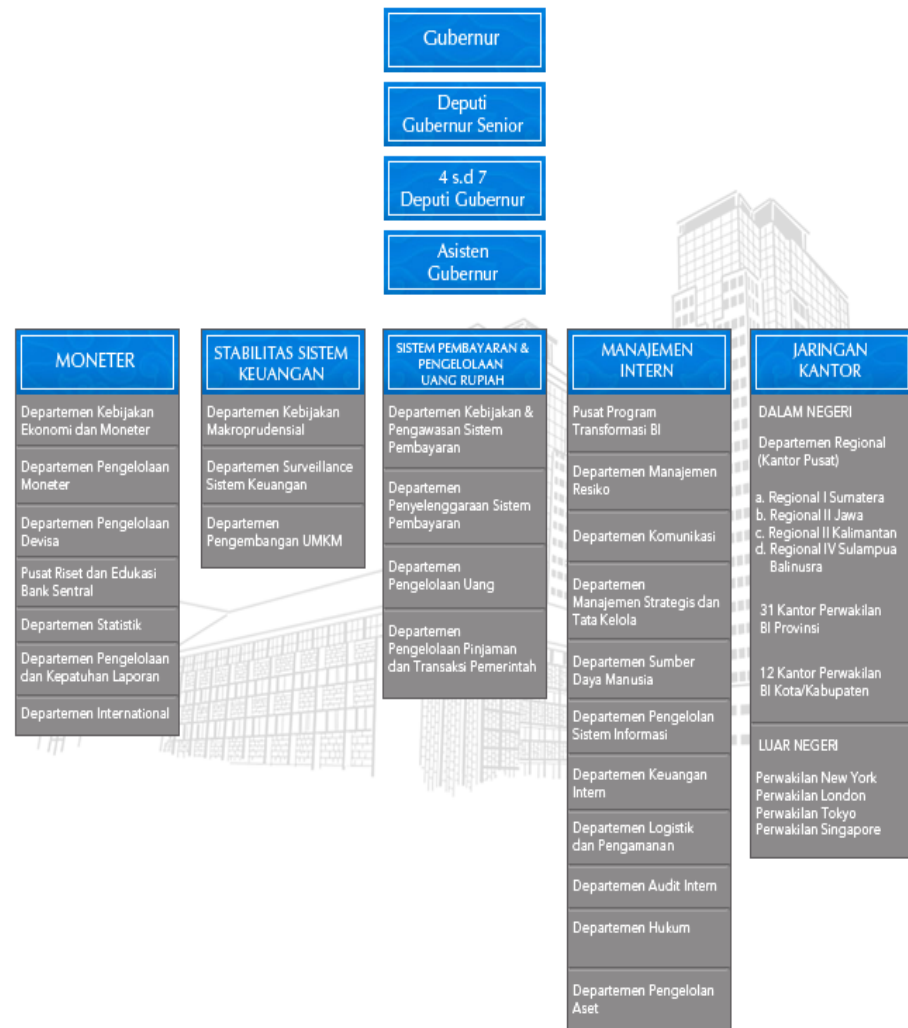 Gubernur
Deputi
Gubernur Senior
4 s.d 7
Deputi Gubernur
Asisten
Gubernur
MONETER
Departemen Kebijakan
Ekonomi dan Moneter
Departemen Pengelolaan
Moneter
Departemen Pengelolaan
Devisa
Pusat Riset dan Edukasi
Bank Sentral
Departemen Statistik
Departemen Pengelolaan
dan Kepatuhan Laporan
Departemen International
STABILITAS SISTEM
KEUANGAN
Departemen Kebijakan
Makroprudensial
Departemen Surveillance
Sistem Keuangan
Departemen
Pengembangan UMKM
SISTEM PEMBAYARAN &
PENGELOLAAN
UANG RUPIAH
Departemen Kebijakan &
Pengawasan Sistem
Pembayaran
Departemen
Penyelenggaraan Sistem
Pembayaran
Departemen
Pengelolaan Uang
Departemen
Pengelolaan Pinjaman
dan Transaksi Pemerintah
MANAJEMEN
INTERN
Pusat Program
Transformasi BI
Departemen Manajemen
Resiko
Departemen Komunikasi
Departemen
Manajemen Strategis dan
Tata Kelola
Departemen Sumber
Daya Manusia
Departemen Pengelolan
Sistem Informasi
Departemen Keuangan
Intern
Departemen Logistik
dan Pengamanan
Departemen Audit Intern
Departemen Hukum
Departemen Pengelolan
Aset
JARINGAN
KANTOR
DALAM NEGERI
Departemen Regional
(Kantor Pusat)
a. Regional I Sumatera
b. Regional II Jawa
c. Regional II Kalimantan
d. Regional IV Sulampua
Balinusra
31 Kantor Perwakilan
BI Provinsi
12 Kantor Perwakilan
BI Kota/Kabupaten
LUAR NEGERI
Perwakilan New York
Perwakilan London
Perwakilan Tokyo
Perwakilan Singapore